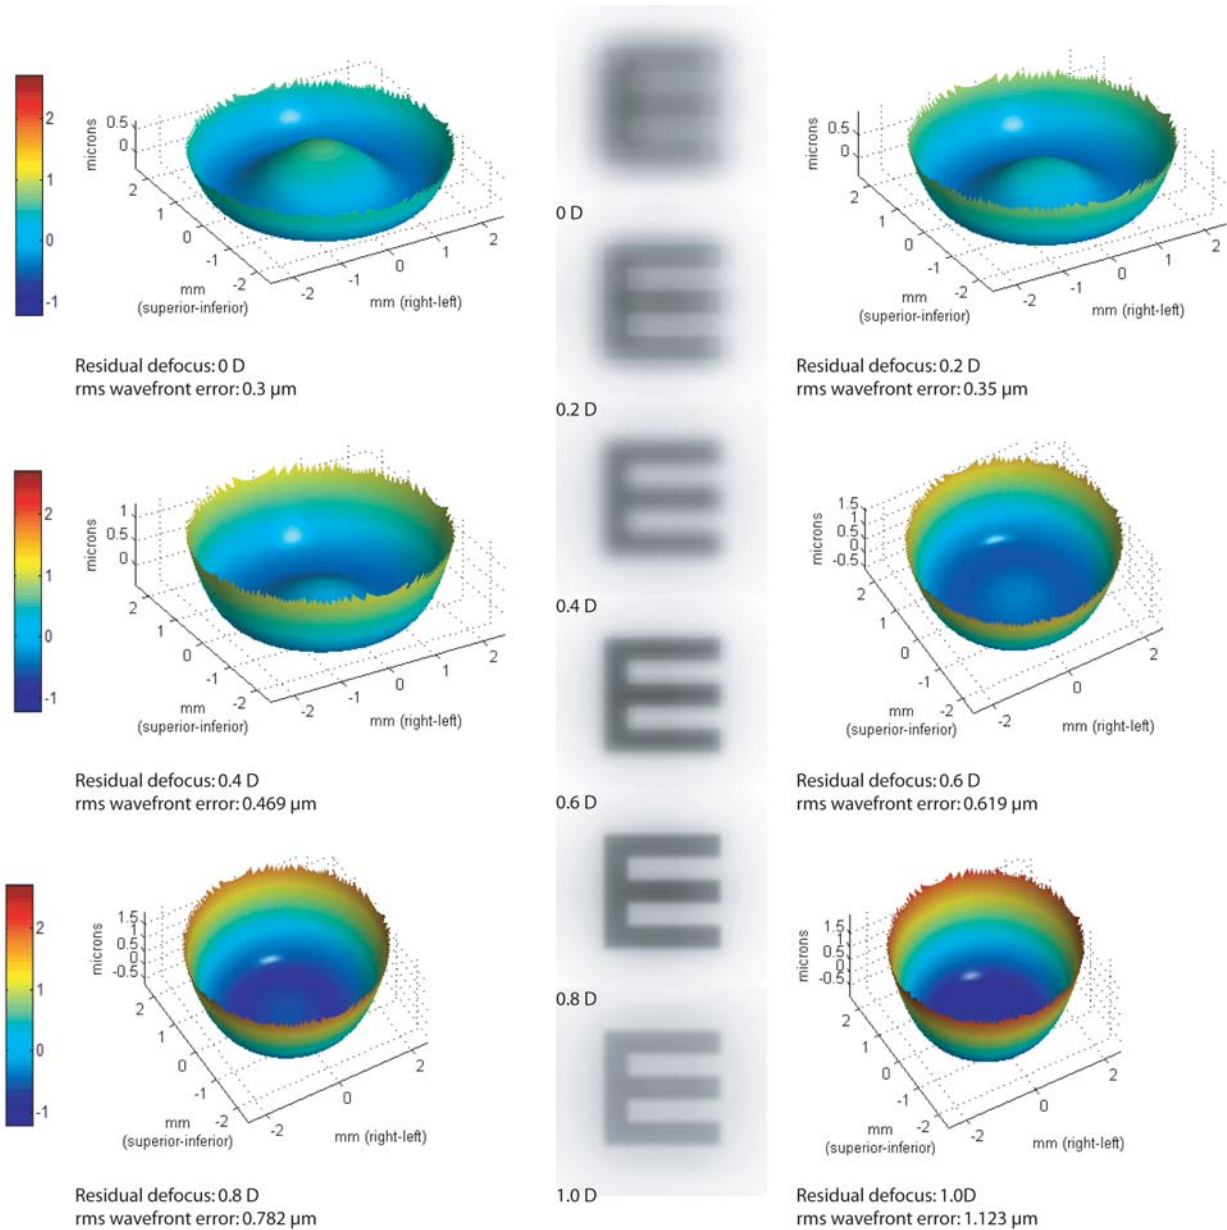 2
1
0
-1
microns
0.5
0
2
1
0
-1
-2
mm
(superior-inferior)
-2
-1
0
1
2
mm (right-left)
Residual defocus: 0 D
rms wavefront error: 0.3 µm
E
0 D
microns
0.5
0
2
1
0
-1
-2
mm
(superior-inferior)
-2
-1
0
1
2
mm (right-left)
Residual defocus: 0.2 D
rms wavefront error: 0.35 µm
E
0.2 D
2
1
0
-1
microns
1
0.5
0
2
1
0
-1
-2
mm
(superior-inferior)
-2
-1
0
1
2
mm (right-left)
Residual defocus: 0.4 D
rms wavefront error: 0.469 µm
E
0.4 D
microns
1.5
1
0.5
0
-0.5
2
1
0
-1
-2
mm
(superior-inferior)
-2
0
2
mm (right-left)
Residual defocus: 0.6 D
rms wavefront error: 0.619 µm
E
0.6 D
2
1
0
-1
microns
1.5
1
0.5
0
-0.5
2
1
0
-1
-2
mm
(superior-inferior)
-2
0
2
mm (right-left)
Residual defocus: 0.8 D
rms wavefront error: 0.782 µm
E
0.8 D
microns
1.5
1
0.5
0
-0.5
2
1
0
-1
-2
mm
(superior-inferior)
-2
0
2
mm (right-left)
Residual defocus: 1.0D
rms wavefront error: 1.123 µm
E
1.0 D